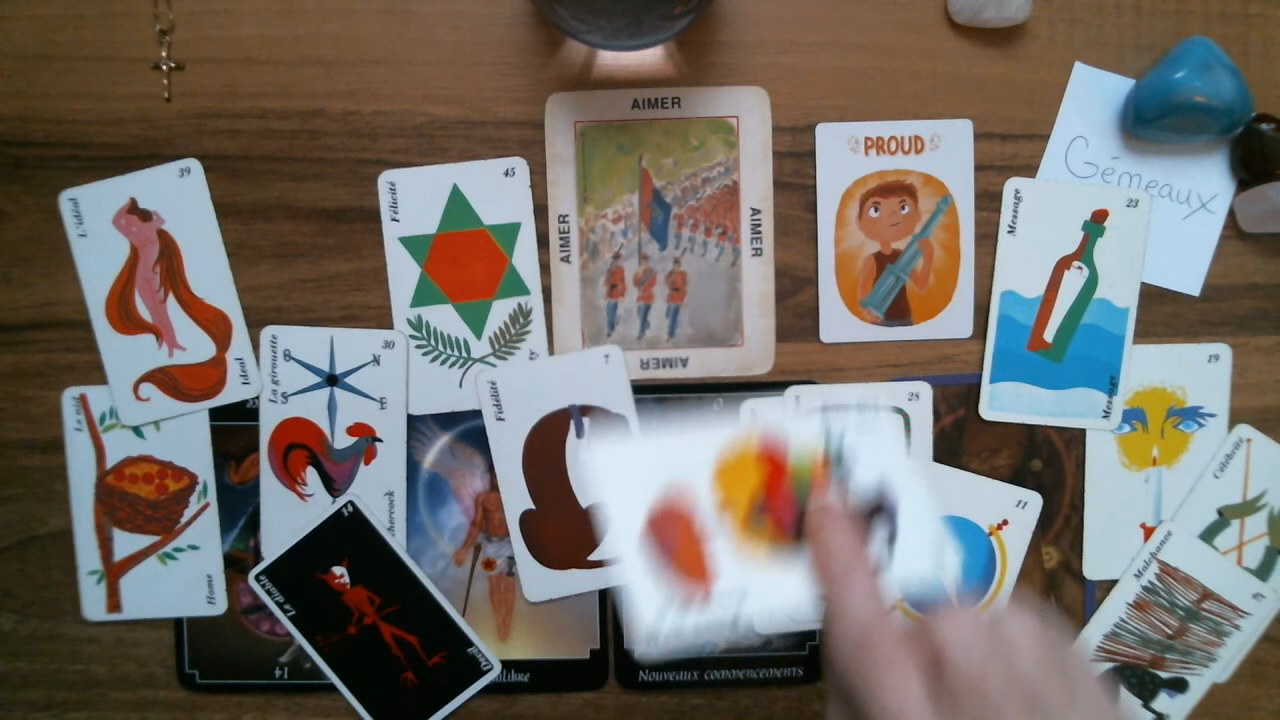 AIMER
AIMER
AIMER
AIMER
PROUD
Gémeaux
39
L'idéal
Ideal
45
Félicité
23
Message
Message
30
La girouette
N
S
7
Fidélité
28
19
11
Célébrité
Malchance
Le nid
Home
14
Le diable
Devil
14
Nouveaux commencements